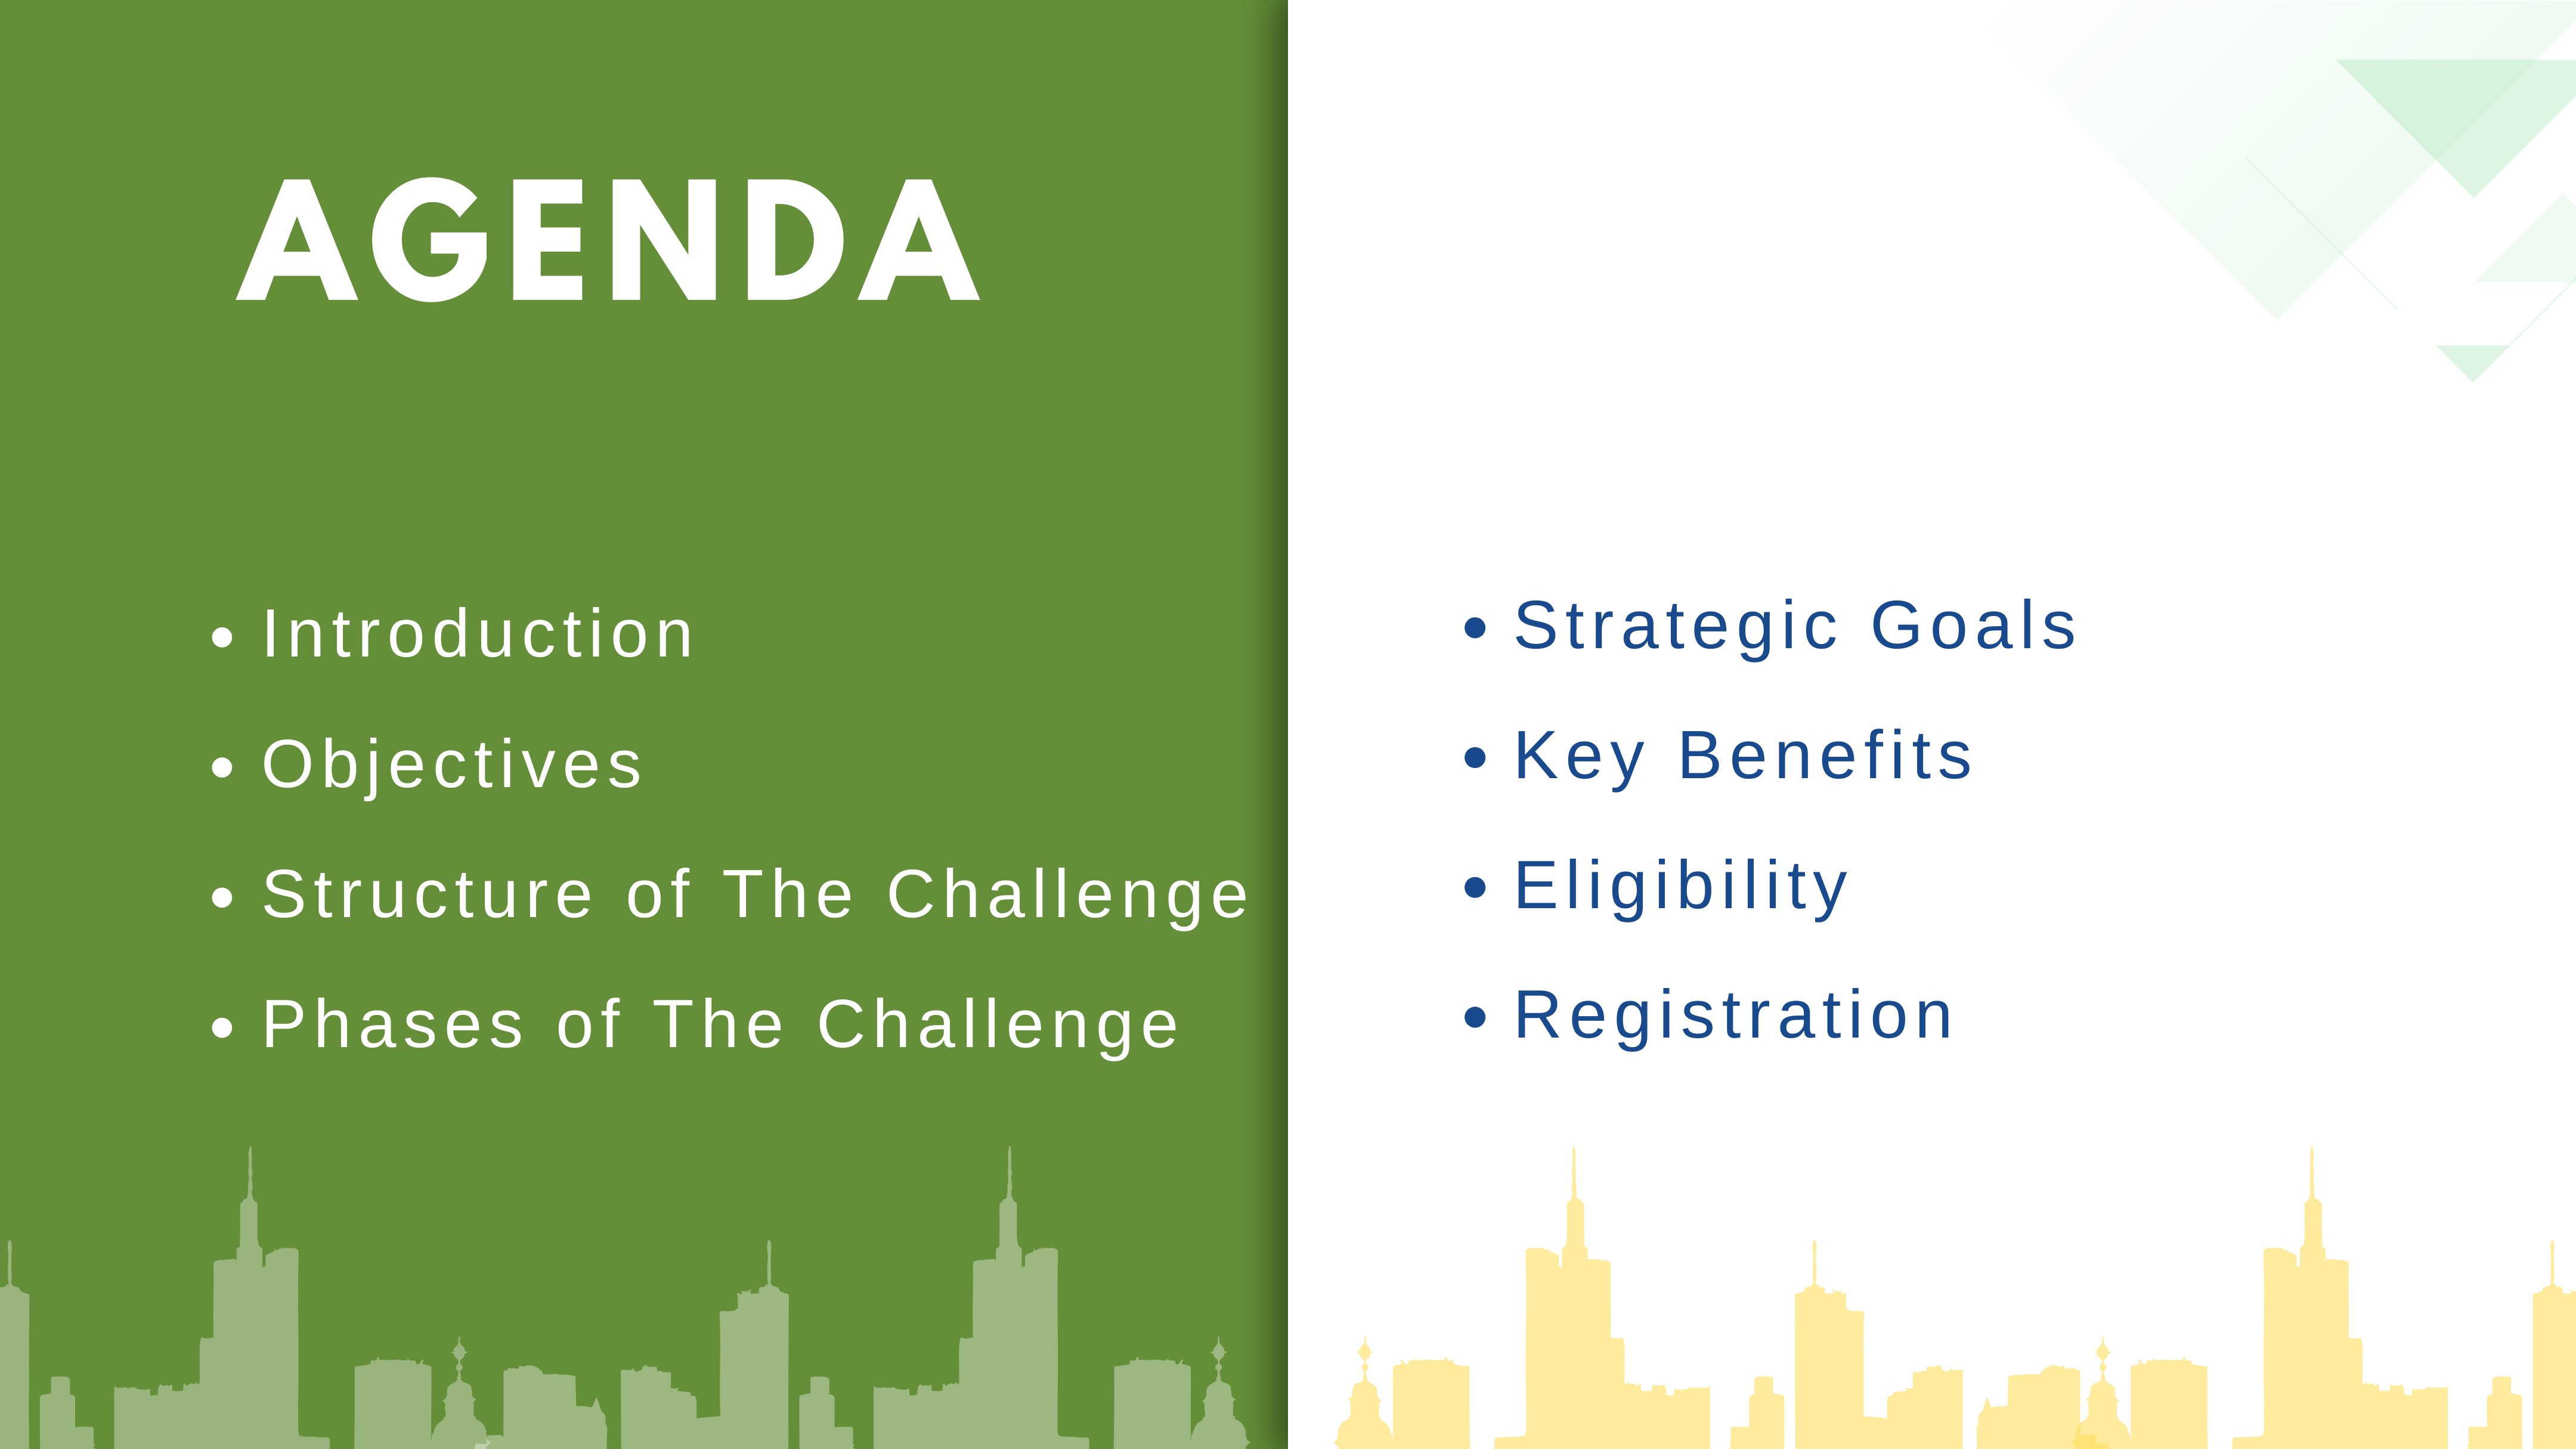 AGENDA
• Introduction
• Objectives
• Structure of The Challenge
• Phases of The Challenge
• Strategic Goals
• Key Benefits
• Eligibility
• Registration